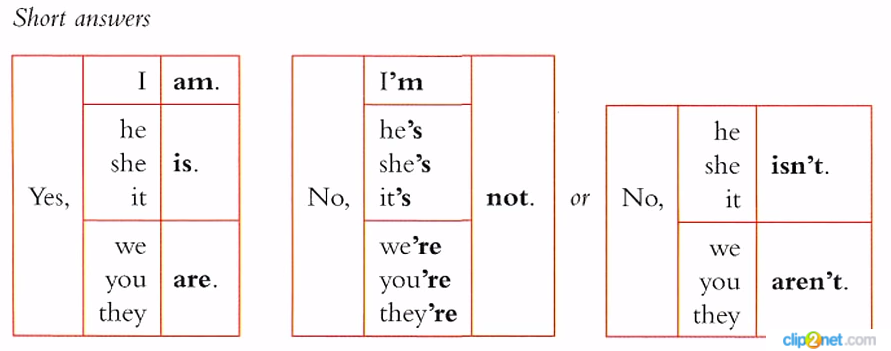 Short answers
Yes,
I am.
he
she is.
it
we
you are.
they
No,
I'm
he's
she's
it's
we're
you're
they're
not.
or
No,
he
she isn't.
it
we
you aren't.
they
clip2net.com